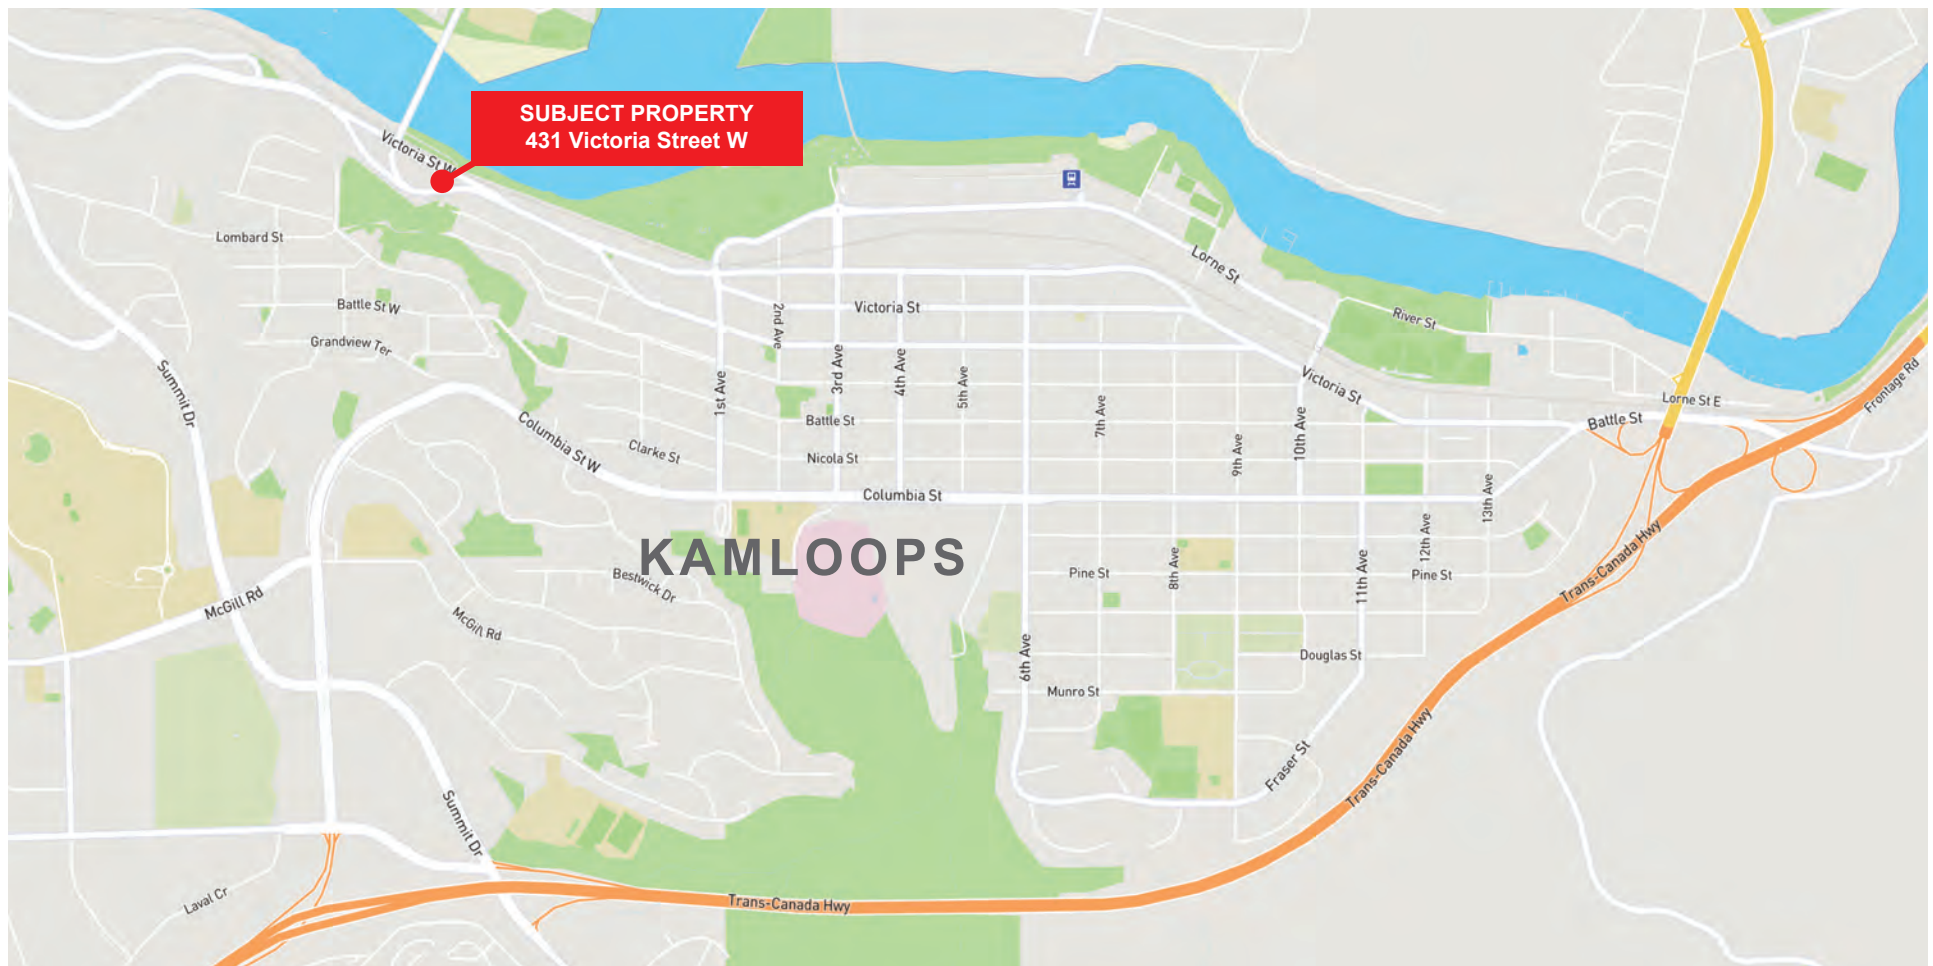 SUBJECT PROPERTY
431 Victoria Street W
Victoria St W
Lombard St
Lorne St
Battle St W
Victoria St
2nd Ave
River St
Grandview Ter
Summit Dr
1st Ave
3rd Ave
4th Ave
5th Ave
7th Ave
9th Ave
10th Ave
Victoria St
Lorne St E
Frontage Rd
Battle St
Battle St
Columbia St W
Clarke St
Nicola St
Columbia St
13th Ave
12th Ave
KAMLOOPS
Trans-Canada Hwy
Bestwick Dr
Pine St
8th Ave
11th Ave
Pine St
McGill Rd
McGill Rd
6th Ave
Douglas St
Munro St
Fraser St
Trans-Canada Hwy
Summit Dr
Laval Cr
Trans-Canada Hwy